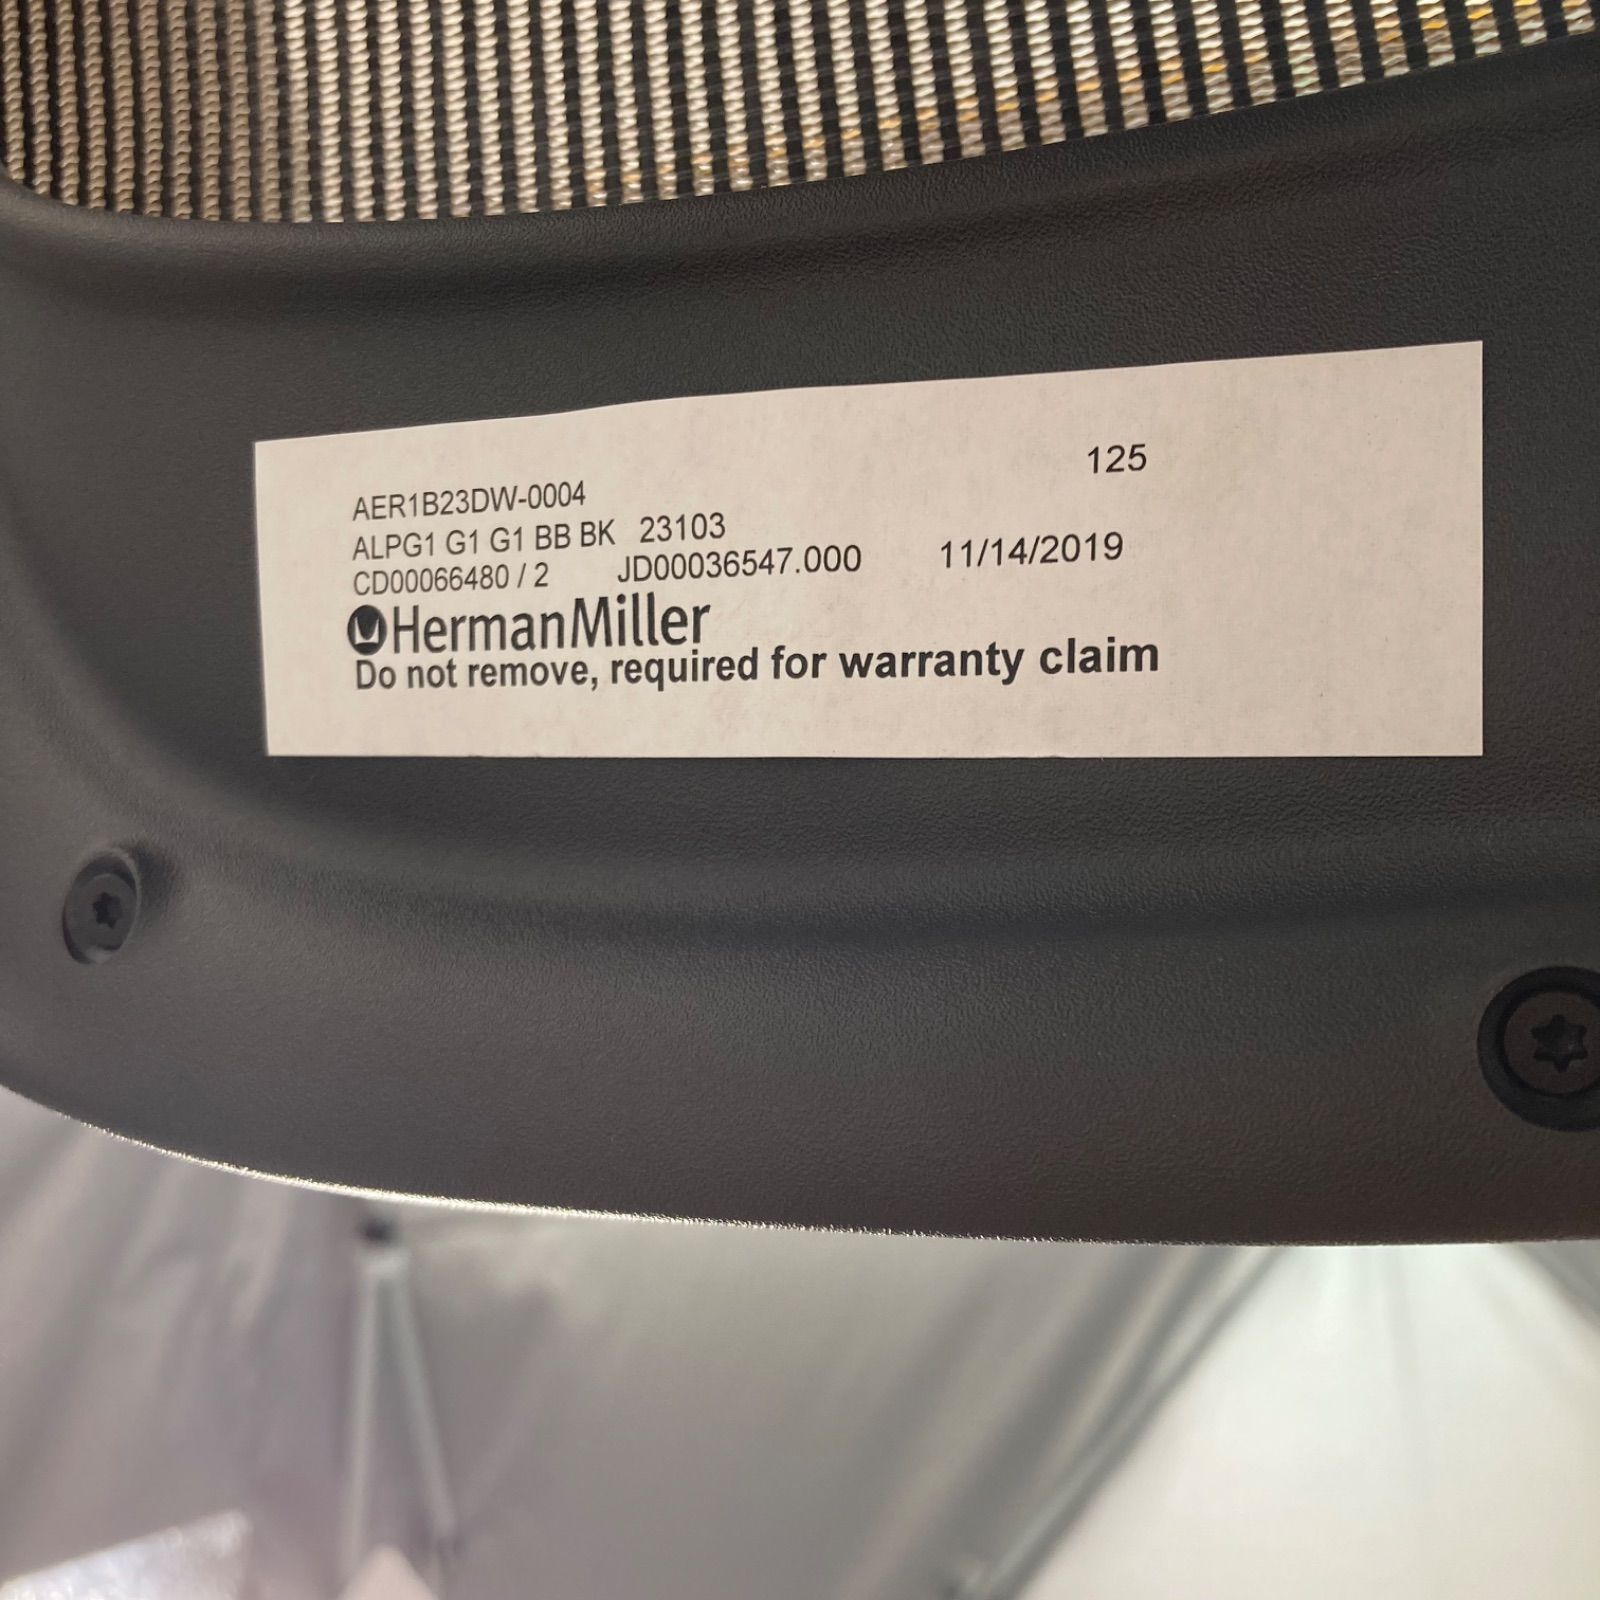 125
AER1B23DW-0004
ALPG1 G1 G1 BB BK 23103
CD00066480 / 2 JD00036547.000 11/14/2019
HermanMiller
Do not remove, required for warranty claim